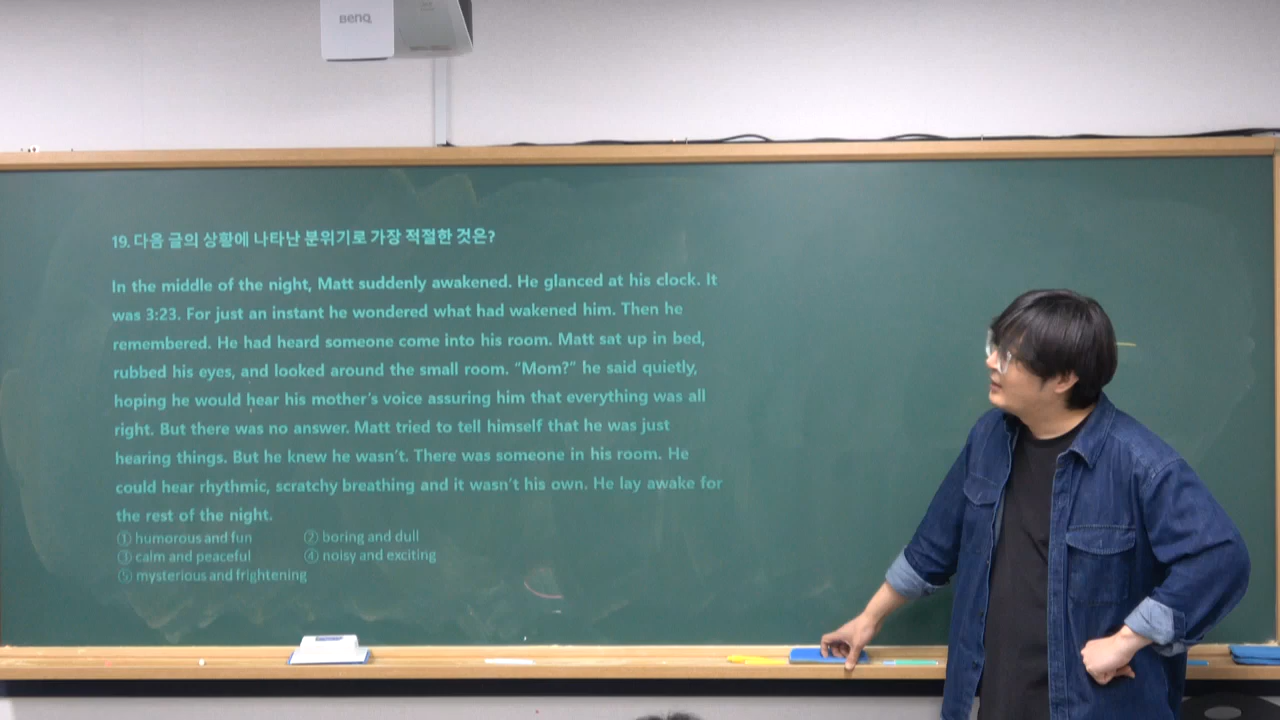 BenQ
19. 다음 글의 상황에 나타난 분위기로 가장 적절한 것은?
In the middle of the night, Matt suddenly awakened. He glanced at his clock. It
was 3:23. For just an instant he wondered what had wakened him. Then he
remembered. He had heard someone come into his room. Matt sat up in bed,
rubbed his eyes, and looked around the small room. “Mom?” he said quietly,
hoping he would hear his mother’s voice assuring him that everything was all
right. But there was no answer. Matt tried to tell himself that he was just
hearing things. But he knew he wasn’t. There was someone in his room. He
could hear rhythmic, scratchy breathing and it wasn’t his own. He lay awake for
the rest of the night.
① humorous and fun ② boring and dull
③ calm and peaceful ④ noisy and exciting
⑤ mysterious and frightening